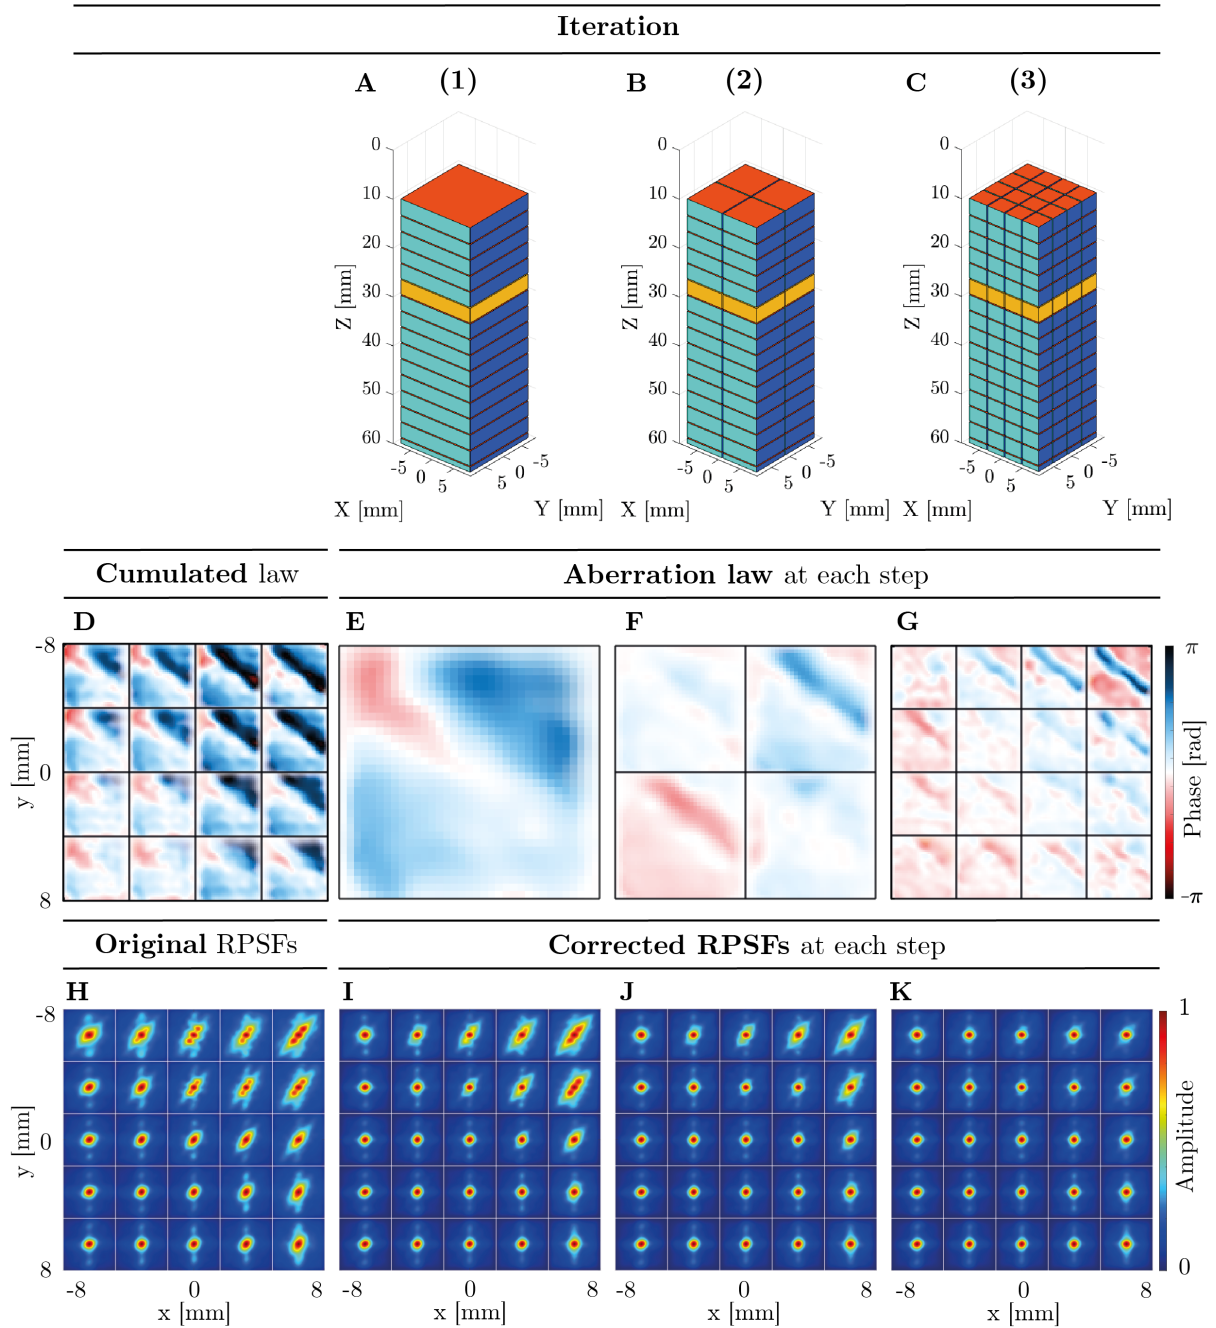 Iteration
A (1) B (2) C (3)
0 0 0
10 10 10
20 20 20
30 30 30
40 40 40
50 50 50
60 60 60
Z [mm] Z [mm] Z [mm]
-5 0 5 5 0 -5 -5 0 5 5 0 -5 -5 0 5 5 0 -5
X [mm] Y [mm] X [mm] Y [mm] X [mm] Y [mm]
Cumulated law Aberration law at each step
D E F G
-8 π
0
8 -π
y [mm] Phase [rad]
Original RPSFs Corrected RPSFs at each step
H I J K
-8 1
0
8 0
y [mm] Amplitude
-8 0 8 -8 0 8 -8 0 8 -8 0 8
x [mm] x [mm] x [mm] x [mm]